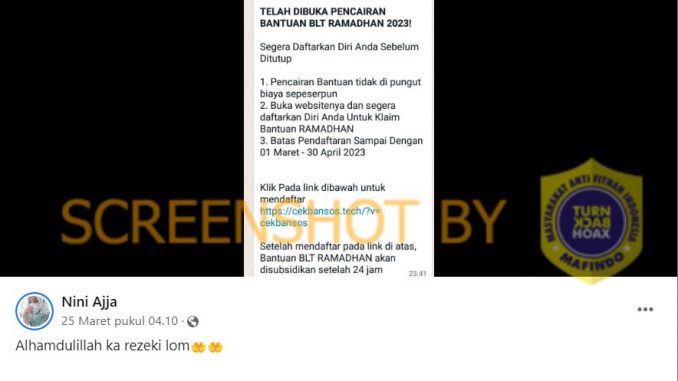 TELAH DIBUKA PENCAIRAN
BANTUAN BLT RAMADHAN 2023!
Segera Daftarkan Diri Anda Sebelum
Ditutup
1. Pencairan Bantuan tidak di pungut
biaya sepeserpun
2. Buka websitenya dan segera
daftarkan Diri Anda Untuk Klaim
Bantuan RAMADHAN
3. Batas Pendaftaran Sampai Dengan
01 Maret - 30 April 2023
Klik Pada link dibawah untuk
mendaftar
https://cekbansos.tech/?v=
cekbansos
Setelah mendaftar pada link di atas,
Bantuan BLT RAMADHAN akan
disubsidikan setelah 24 jam
23.41
SCREENSHOT BY
MASYARAKAT ANTI FITNAH INDONESIA
TURN
BACK
HOAX
MAFINDO
Nini Ajja
25 Maret pukul 04.10 ·
Alhamdulillah ka rezeki lom🤲🤲